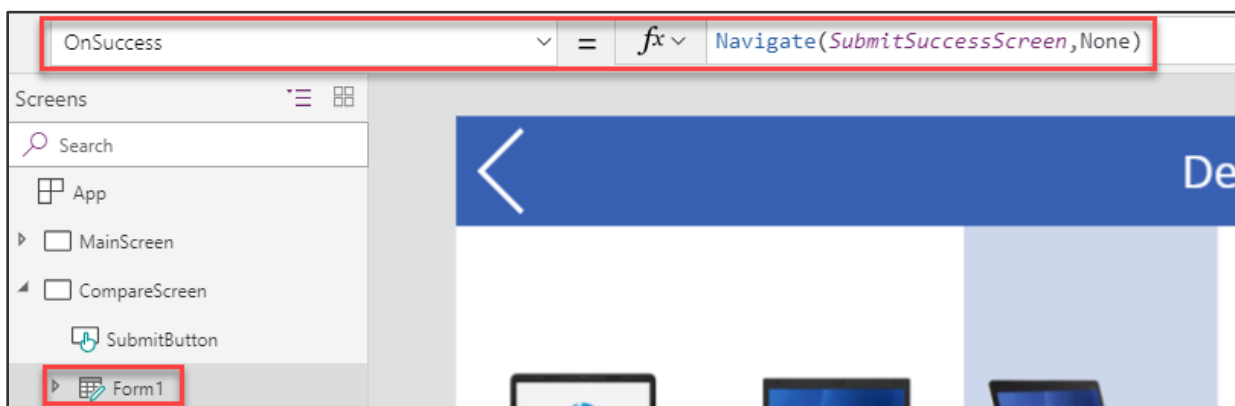 OnSuccess = fx Navigate(SubmitSuccessScreen,None)
Screens
Search
App
De
MainScreen
CompareScreen
SubmitButton
Form1